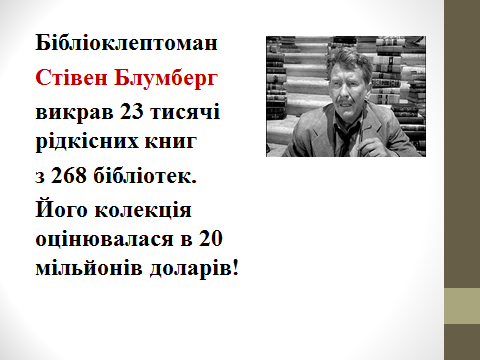 Бібліоклептоман
Стівен Блумберг
викрав 23 тисячі
рідкісних книг
з 268 бібліотек.
Його колекція
оцінювалася в 20
мільйонів доларів!